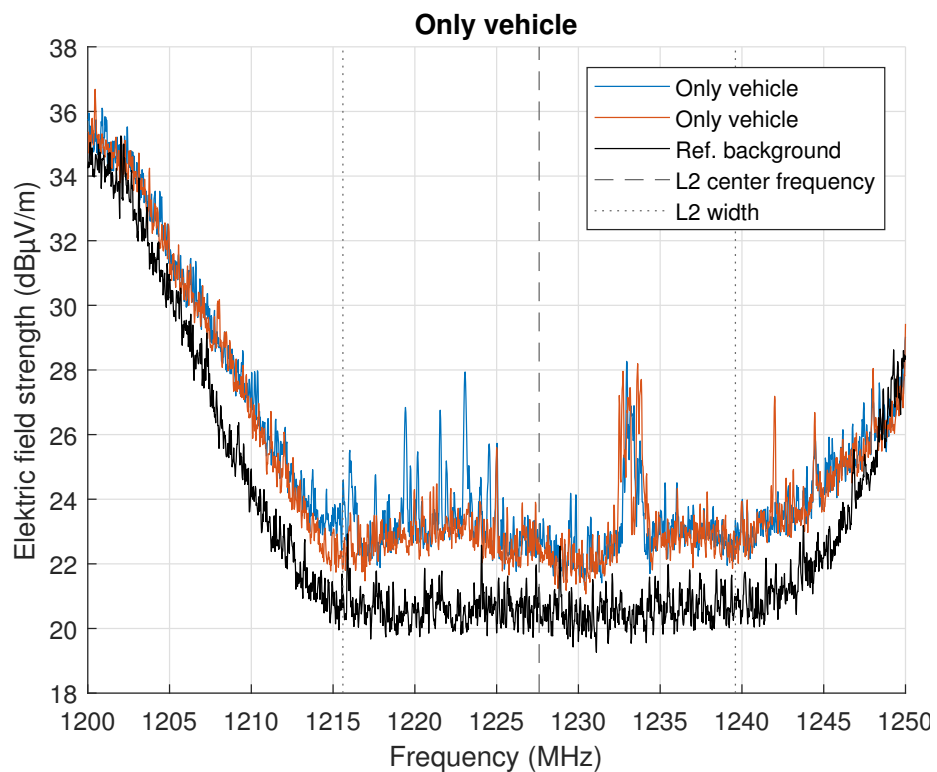 Only vehicle
38
36
34
32
30
28
26
24
22
20
18
Elektric field strength (dBµV/m)
Only vehicle
Only vehicle
Ref. background
L2 center frequency
L2 width
1200 1205 1210 1215 1220 1225 1230 1235 1240 1245 1250
Frequency (MHz)